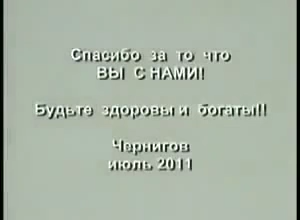 Спасибо за то что
ВЫ С НАМИ!
Будьте здоровы и богаты!!
Чернигов
июль 2011